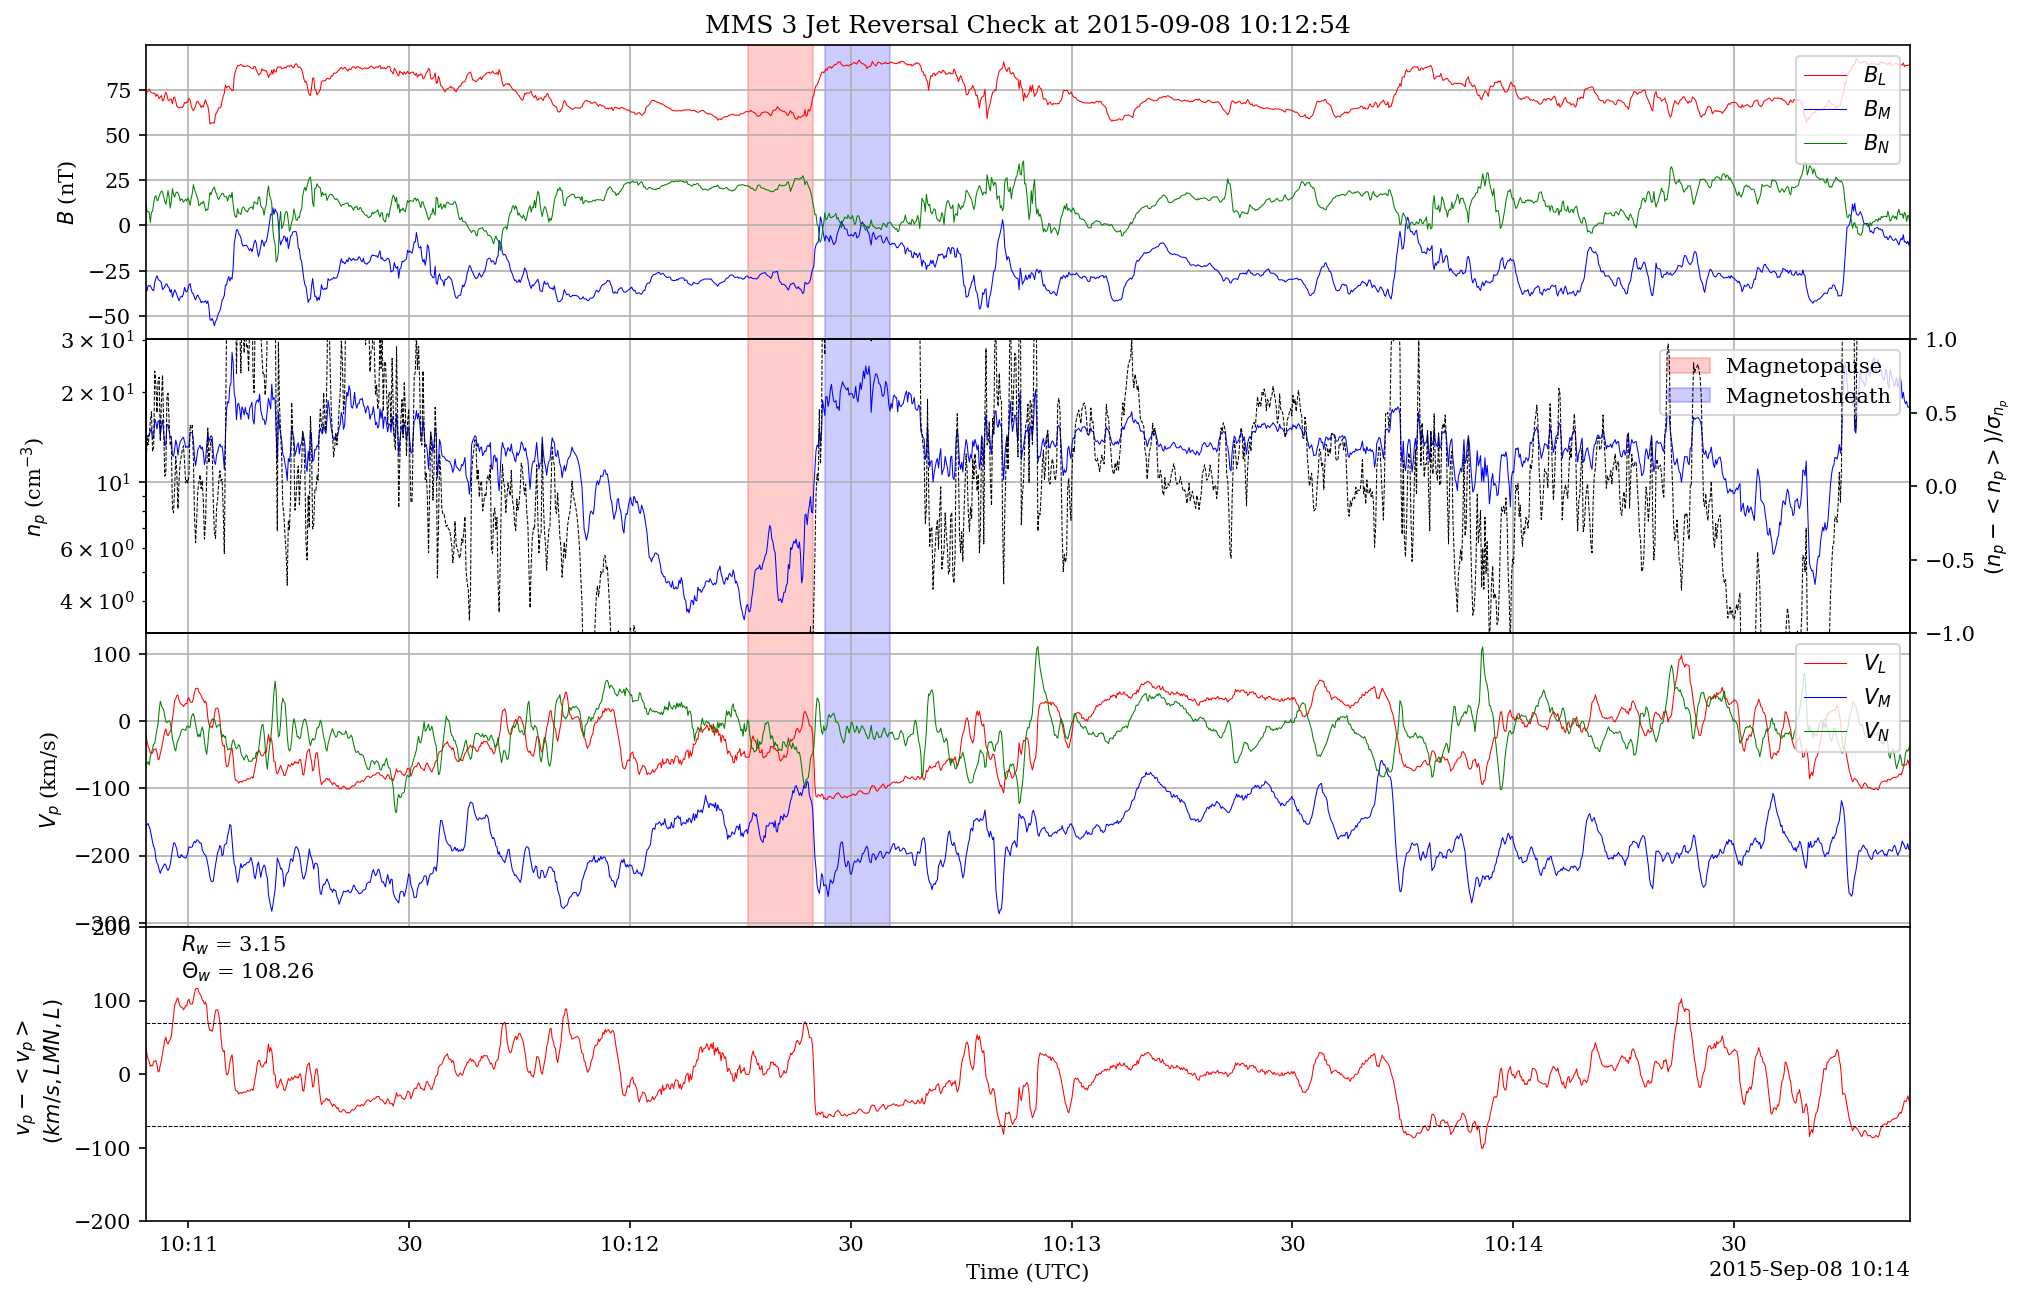 MMS 3 Jet Reversal Check at 2015-09-08 10:12:54
75
50
25
0
−25
−50
B (nT)
B_L
B_M
B_N
3 × 10^1
2 × 10^1
10^1
6 × 10^0
4 × 10^0
n_p (cm^−3)
Magnetopause
Magnetosheath
1.0
0.5
0.0
−0.5
−1.0
(n_p − < n_p >)/σ_{n_p}
100
0
−100
−200
−300
V_p (km/s)
V_L
V_M
V_N
200
100
0
−100
−200
v_p − < v_p >
(km/s, LMN, L)
R_w = 3.15
Θ_w = 108.26
10:11
30
10:12
30
10:13
30
10:14
30
Time (UTC)
2015-Sep-08 10:14